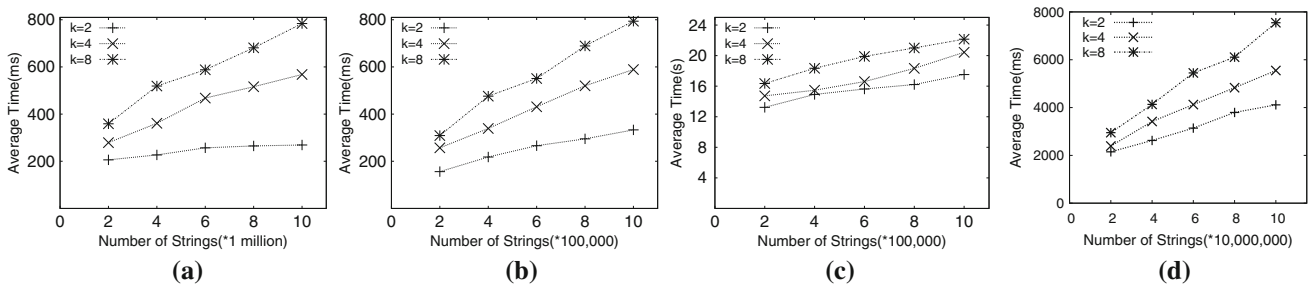 800
600
400
200
0
2
4
6
8
10
Average Time(ms)
Number of Strings(*1 million)
k=2
k=4
k=8
(a)
800
600
400
200
0
2
4
6
8
10
Average Time(ms)
Number of Strings(*100,000)
k=2
k=4
k=8
(b)
24
20
16
12
8
4
0
2
4
6
8
10
Average Time(s)
Number of Strings(*100,000)
k=2
k=4
k=8
(c)
8000
6000
4000
2000
0
0
2
4
6
8
10
Average Time(ms)
Number of Strings(*10,000,000)
k=2
k=4
k=8
(d)